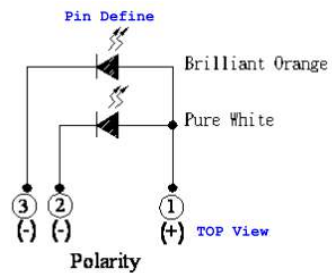 Pin Define
Brilliant Orange
Pure White
3 2 1
(-) (-) (+) TOP View
Polarity